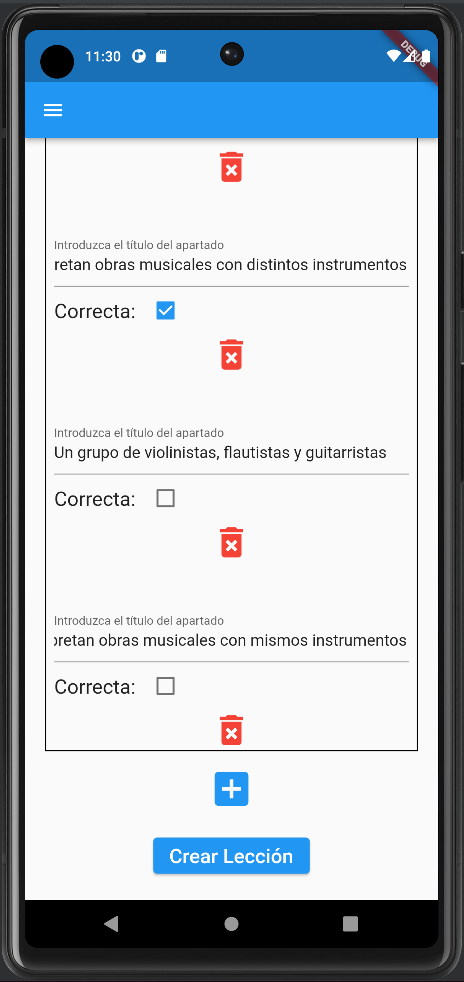 11:30
DEBUG
Introduzca el título del apartado
retan obras musicales con distintos instrumentos
Correcta:
Introduzca el título del apartado
Un grupo de violinistas, flautistas y guitarristas
Correcta:
Introduzca el título del apartado
pretan obras musicales con mismos instrumentos
Correcta:
Crear Lección